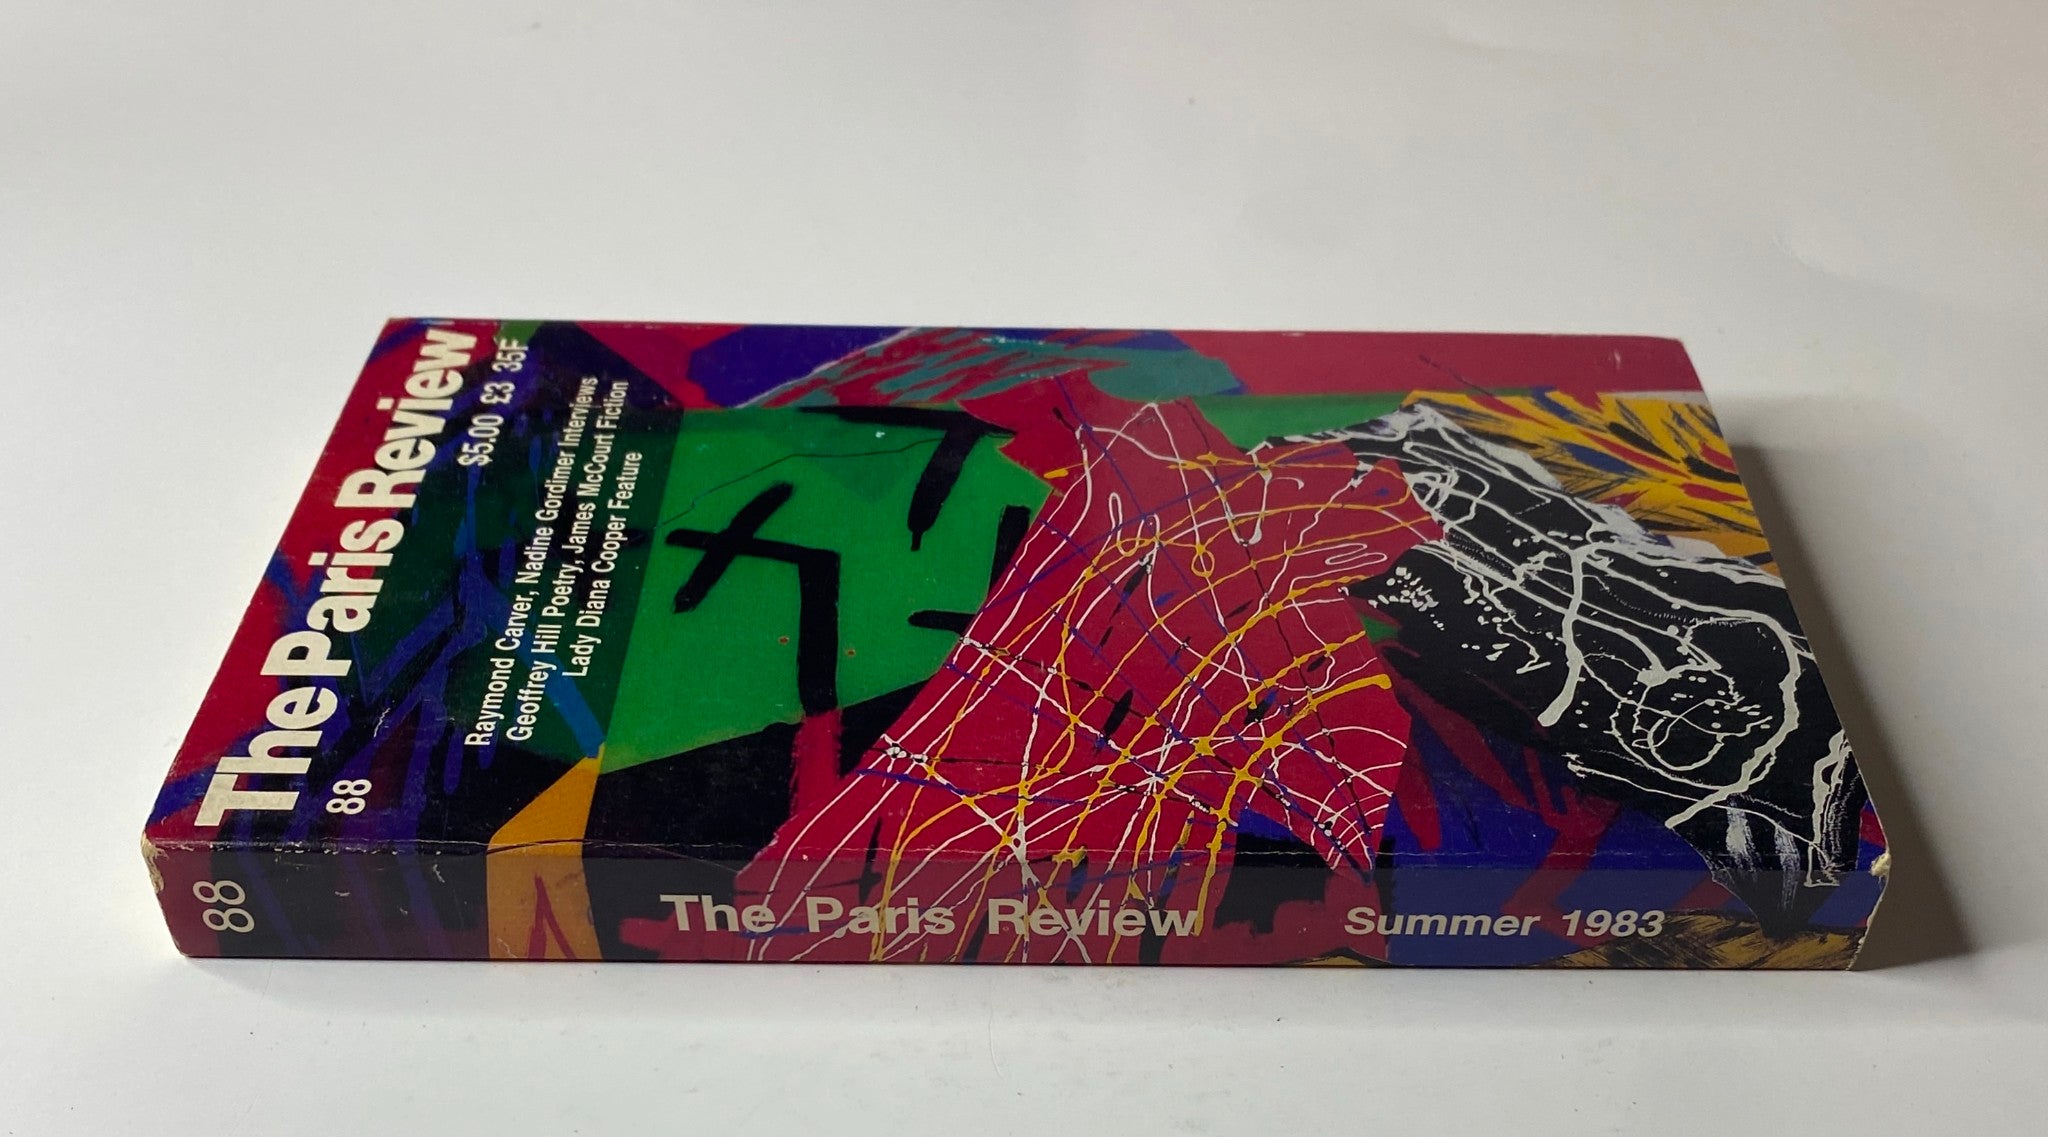 The Paris Review
88
$5.00 £3 35F
Raymond Carver, Nadine Gordimer Interviews
Geoffrey Hill Poetry, James McCourt Fiction
Lady Diana Cooper Feature
88 The Paris Review Summer 1983